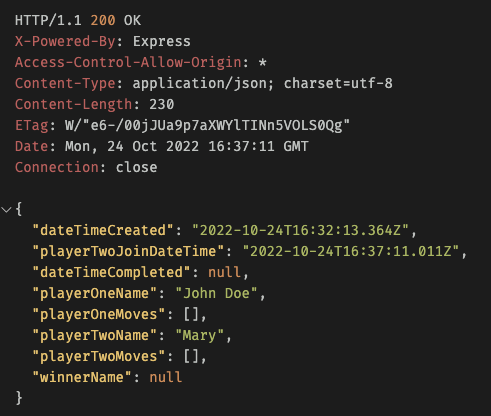 HTTP/1.1 200 OK
X-Powered-By: Express
Access-Control-Allow-Origin: *
Content-Type: application/json; charset=utf-8
Content-Length: 230
ETag: W/"e6-/00jJUa9p7aXWYlTINn5VOLS0Qg"
Date: Mon, 24 Oct 2022 16:37:11 GMT
Connection: close
{
"dateTimeCreated": "2022-10-24T16:32:13.364Z",
"playerTwoJoinDateTime": "2022-10-24T16:37:11.011Z",
"dateTimeCompleted": null,
"playerOneName": "John Doe",
"playerOneMoves": [],
"playerTwoName": "Mary",
"playerTwoMoves": [],
"winnerName": null
}